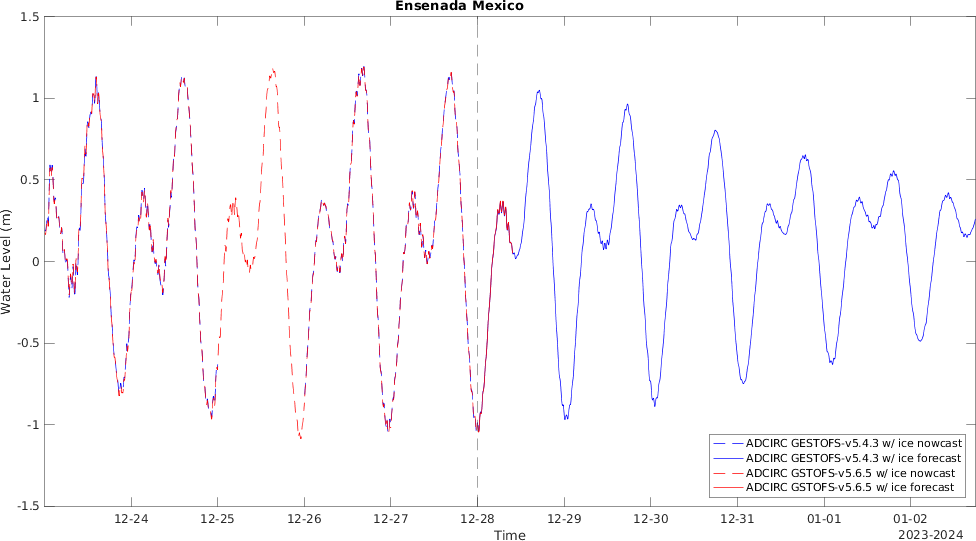 Ensenada Mexico
1.5
1
0.5
0
-0.5
-1
-1.5
Water Level (m)
12-24
12-25
12-26
12-27
12-28
12-29
12-30
12-31
01-01
01-02
Time
2023-2024
ADCIRC GESTOFS-v5.4.3 w/ ice nowcast
ADCIRC GESTOFS-v5.4.3 w/ ice forecast
ADCIRC GSTOFS-v5.6.5 w/ ice nowcast
ADCIRC GSTOFS-v5.6.5 w/ ice forecast